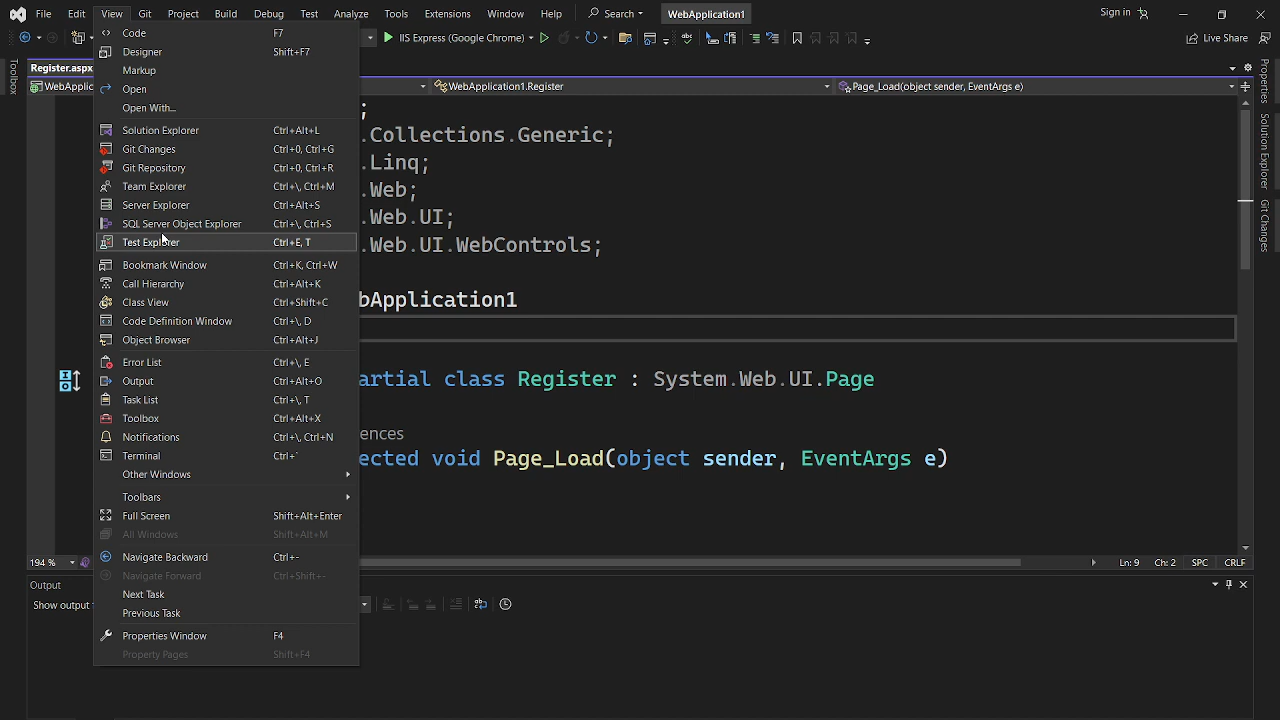 File Edit View Git Project Build Debug Test Analyze Tools Extensions Window Help Search WebApplication1 Sign in
IIS Express (Google Chrome) Live Share
Register.aspx
WebApplic WebApplication1.Register Page_Load(object sender, EventArgs e)
Code F7
Designer Shift+F7
Markup
Open
Open With...
Solution Explorer Ctrl+Alt+L
Git Changes Ctrl+0, Ctrl+G
Git Repository Ctrl+0, Ctrl+R
Team Explorer Ctrl+\, Ctrl+M
Server Explorer Ctrl+Alt+S
SQL Server Object Explorer Ctrl+\, Ctrl+S
Test Explorer Ctrl+E, T
Bookmark Window Ctrl+K, Ctrl+W
Call Hierarchy Ctrl+Alt+K
Class View Ctrl+Shift+C
Code Definition Window Ctrl+\, D
Object Browser Ctrl+Alt+J
Error List Ctrl+\, E
Output Ctrl+Alt+O
Task List Ctrl+\, T
Toolbox Ctrl+Alt+X
Notifications Ctrl+\, Ctrl+N
Terminal Ctrl+`
Other Windows
Toolbars
Full Screen Shift+Alt+Enter
All Windows Shift+Alt+M
Navigate Backward Ctrl+-
Navigate Forward Ctrl+Shift+-
Next Task
Previous Task
Properties Window F4
Property Pages Shift+F4
;
.Collections.Generic;
.Linq;
.Web;
.Web.UI;
.Web.UI.WebControls;
bApplication1
artial class Register : System.Web.UI.Page
ences
ected void Page_Load(object sender, EventArgs e)
194 % Ln: 9 Ch: 2 SPC CRLF
Output
Show output f
Toolbox
Properties
Solution Explorer
Git Changes